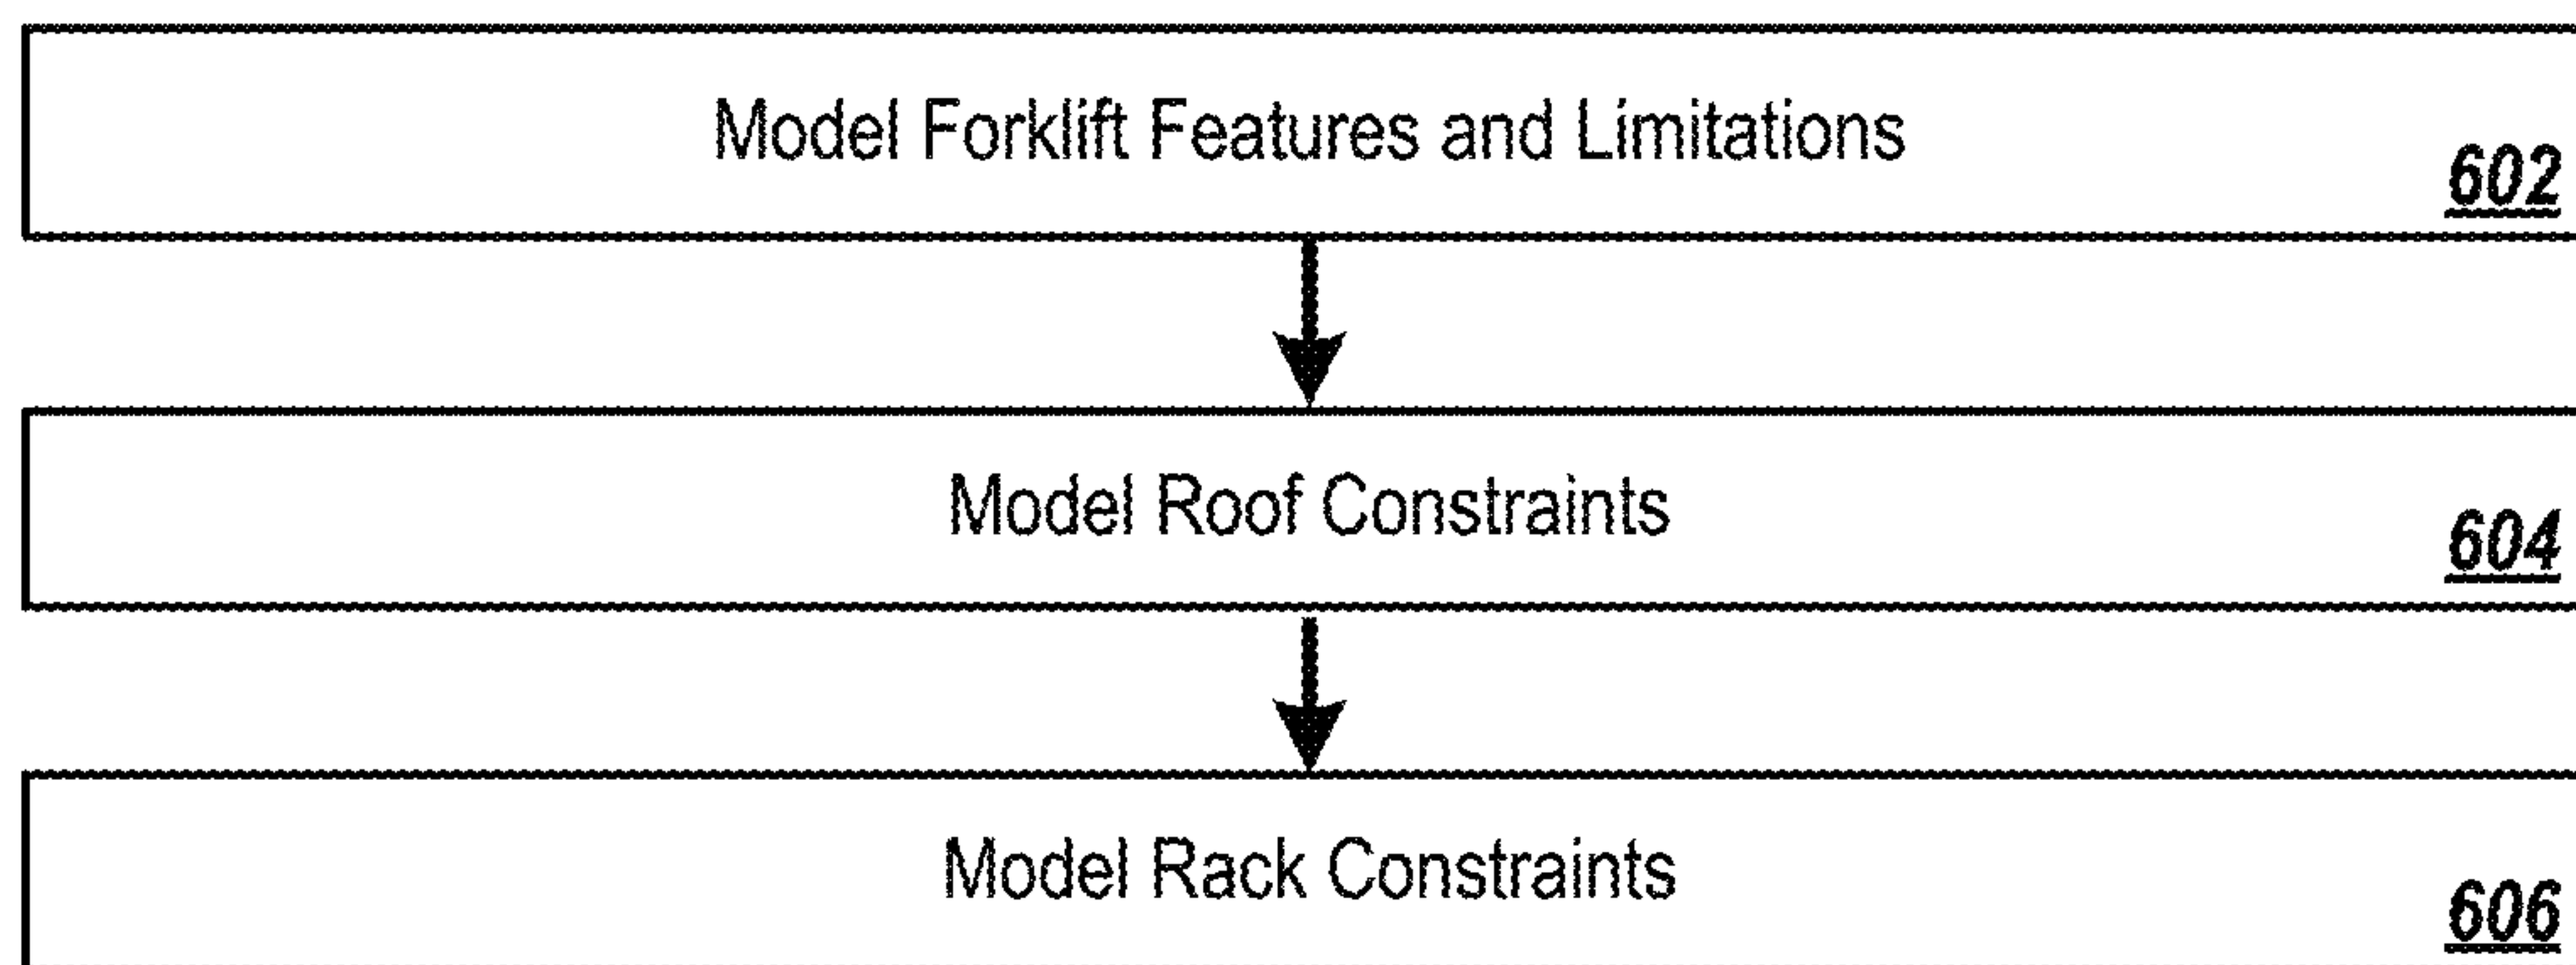 Model Forklift Features and Limitations
602
Model Roof Constraints
604
Model Rack Constraints
606